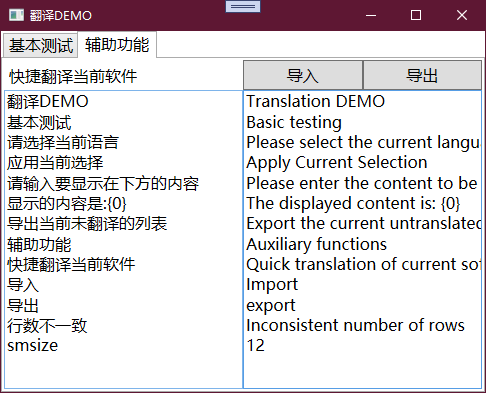 翻译DEMO
基本测试 辅助功能
快捷翻译当前软件 导入 导出
翻译DEMO Translation DEMO
基本测试 Basic testing
请选择当前语言 Please select the current
应用当前选择 Apply Current Selection
请输入要显示在下方的内容 Please enter the content to be
显示的内容是:{0} The displayed content is: {0}
导出当前未翻译的列表 Export the current untranslated
辅助功能 Auxiliary functions
快捷翻译当前软件 Quick translation of current
导入 Import
导出 export
行数不一致 Inconsistent number of rows
smsize 12